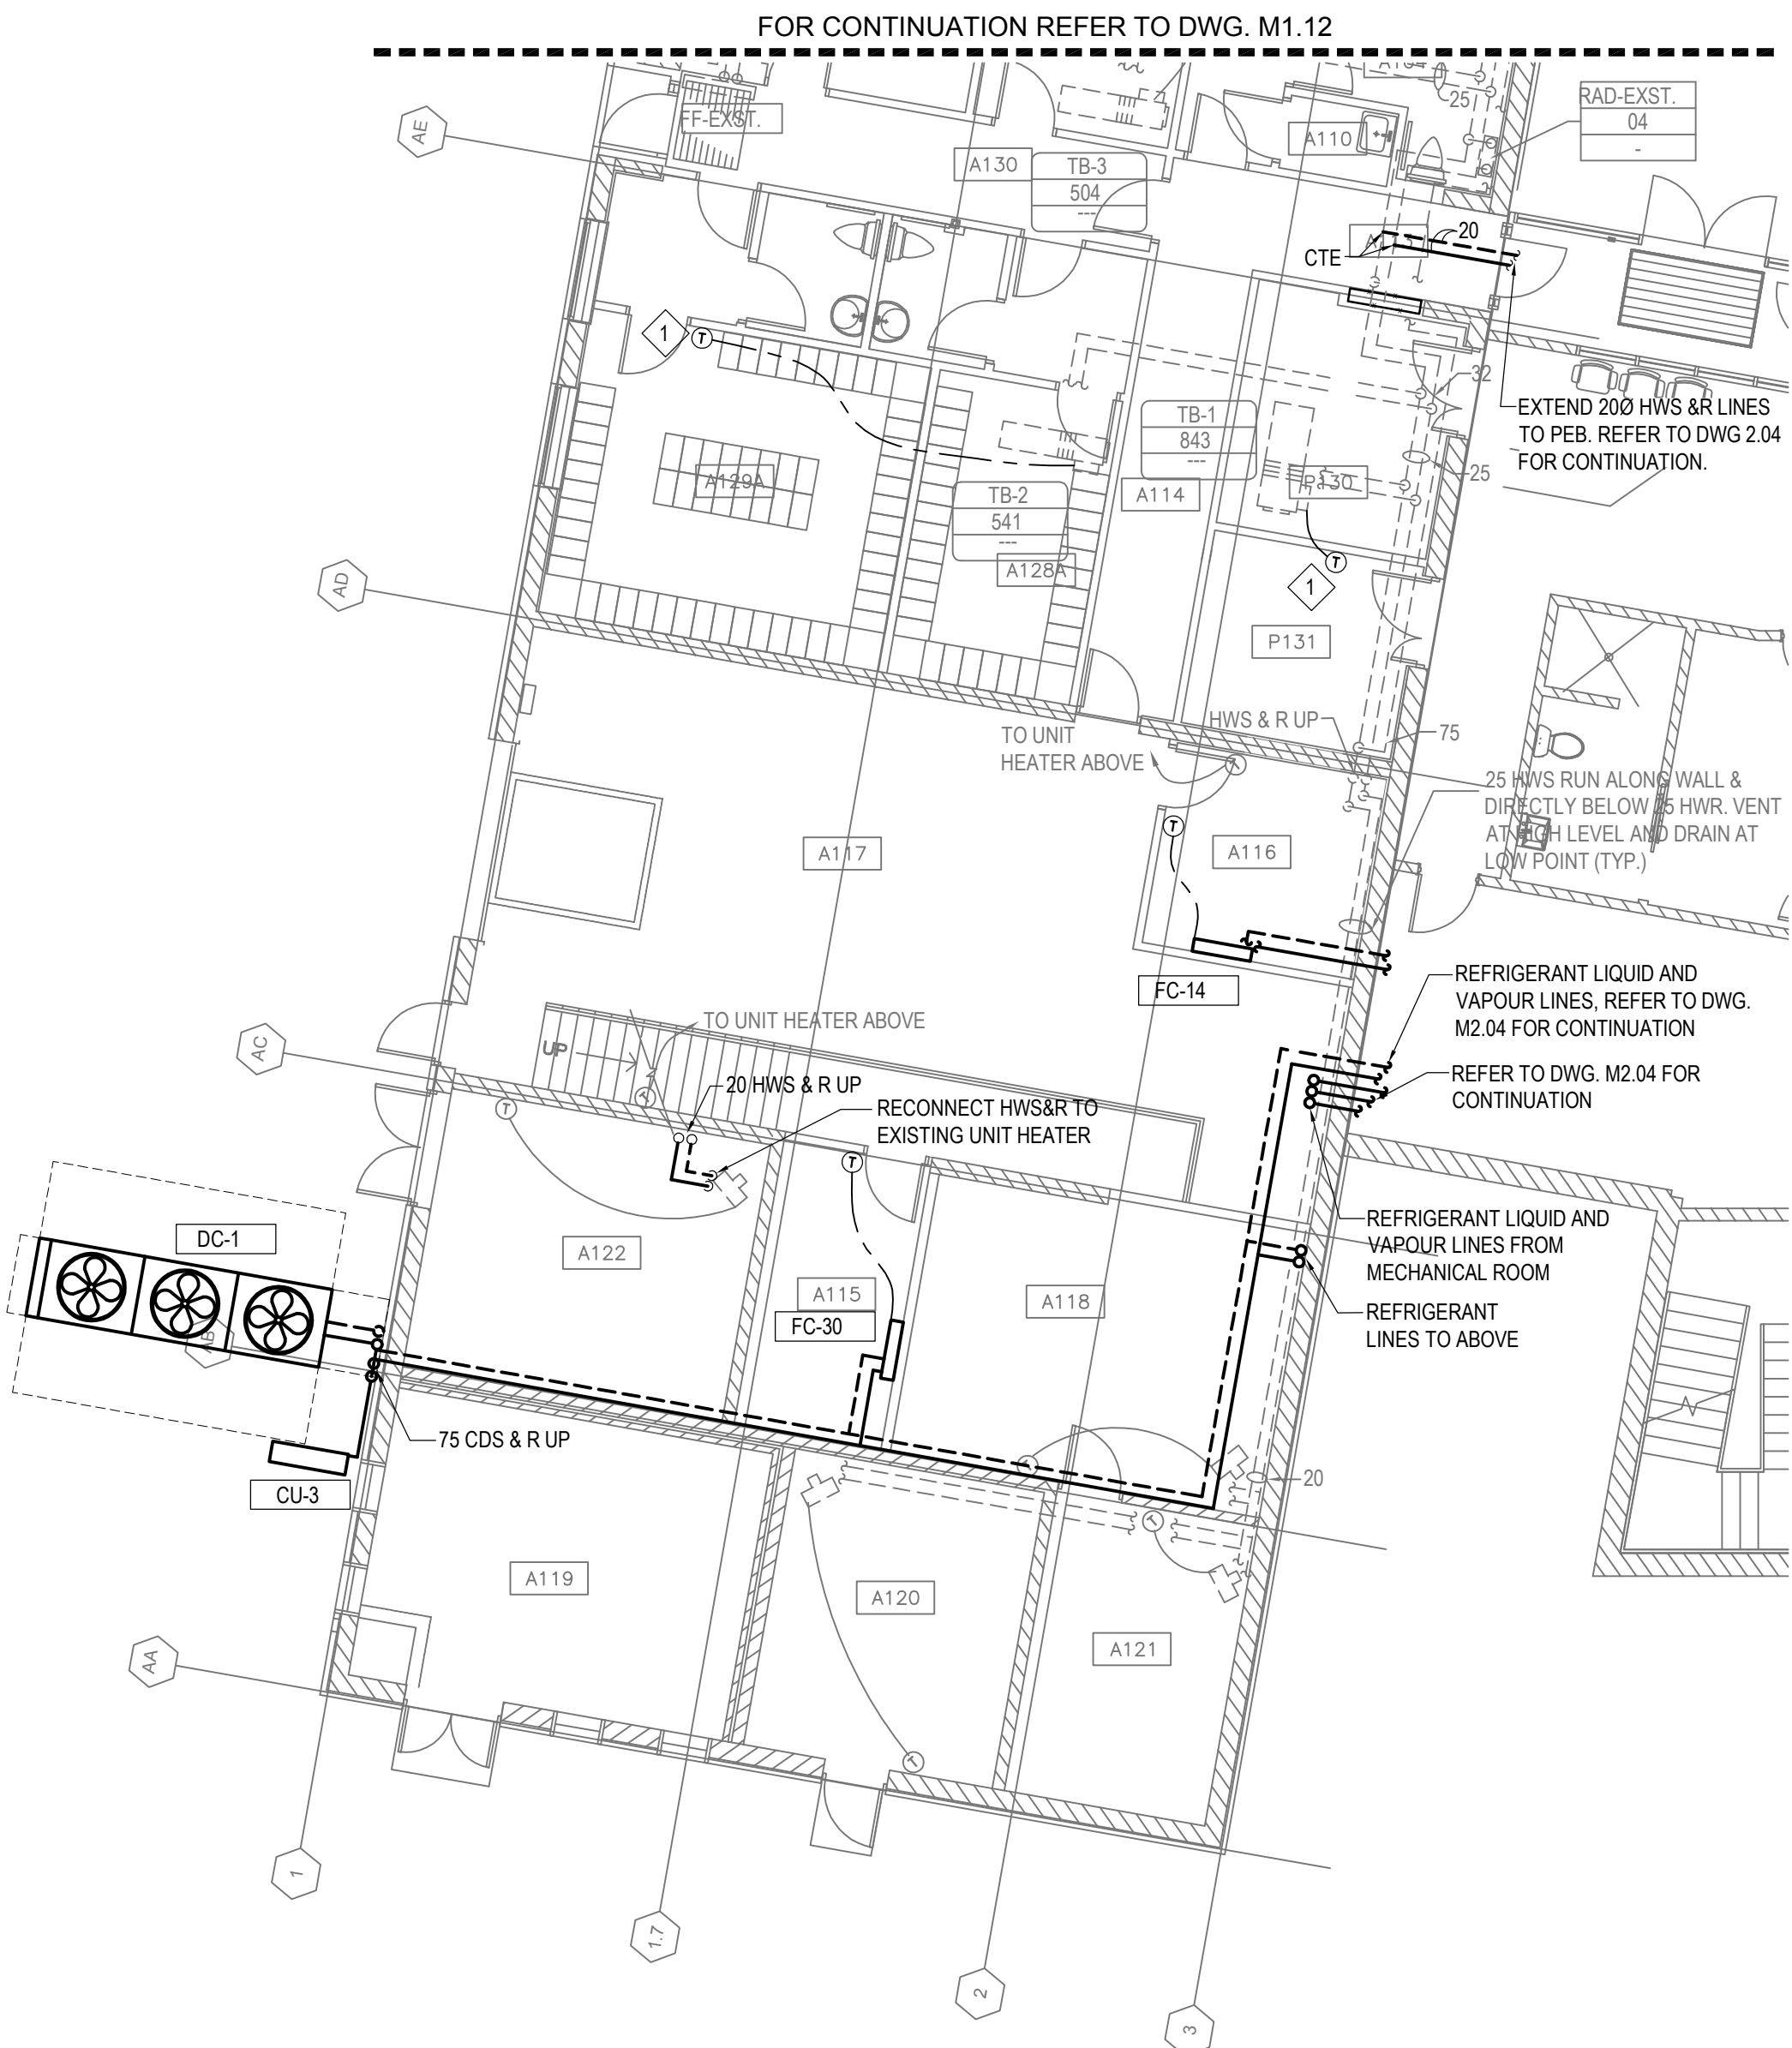 FOR CONTINUATION REFER TO DWG. M1.12
AE
FF-EXST.
A130
TB-3
504
---
A110
25
RAD-EXST.
04
-
20
CTE
1
T
32
EXTEND 20Ø HWS &R LINES
TO PEB. REFER TO DWG 2.04
FOR CONTINUATION.
TB-1
843
---
25
A129A
P130
A114
TB-2
541
---
A128A
T
1
AD
P131
HWS & R UP
75
TO UNIT
HEATER ABOVE
T
25 HWS RUN ALONG WALL &
DIRECTLY BELOW 25 HWR. VENT
AT HIGH LEVEL AND DRAIN AT
LOW POINT (TYP.)
T
A117
A116
FC-14
REFRIGERANT LIQUID AND
VAPOUR LINES, REFER TO DWG.
M2.04 FOR CONTINUATION
AC
TO UNIT HEATER ABOVE
UP
T
T
20 HWS & R UP
RECONNECT HWS&R TO
EXISTING UNIT HEATER
REFER TO DWG. M2.04 FOR
CONTINUATION
T
DC-1
A122
A115
FC-30
A118
REFRIGERANT LIQUID AND
VAPOUR LINES FROM
MECHANICAL ROOM
REFRIGERANT
LINES TO ABOVE
AB
75 CDS & R UP
CU-3
T
20
T
A119
A120
A121
AA
T
1
1.7
2
3